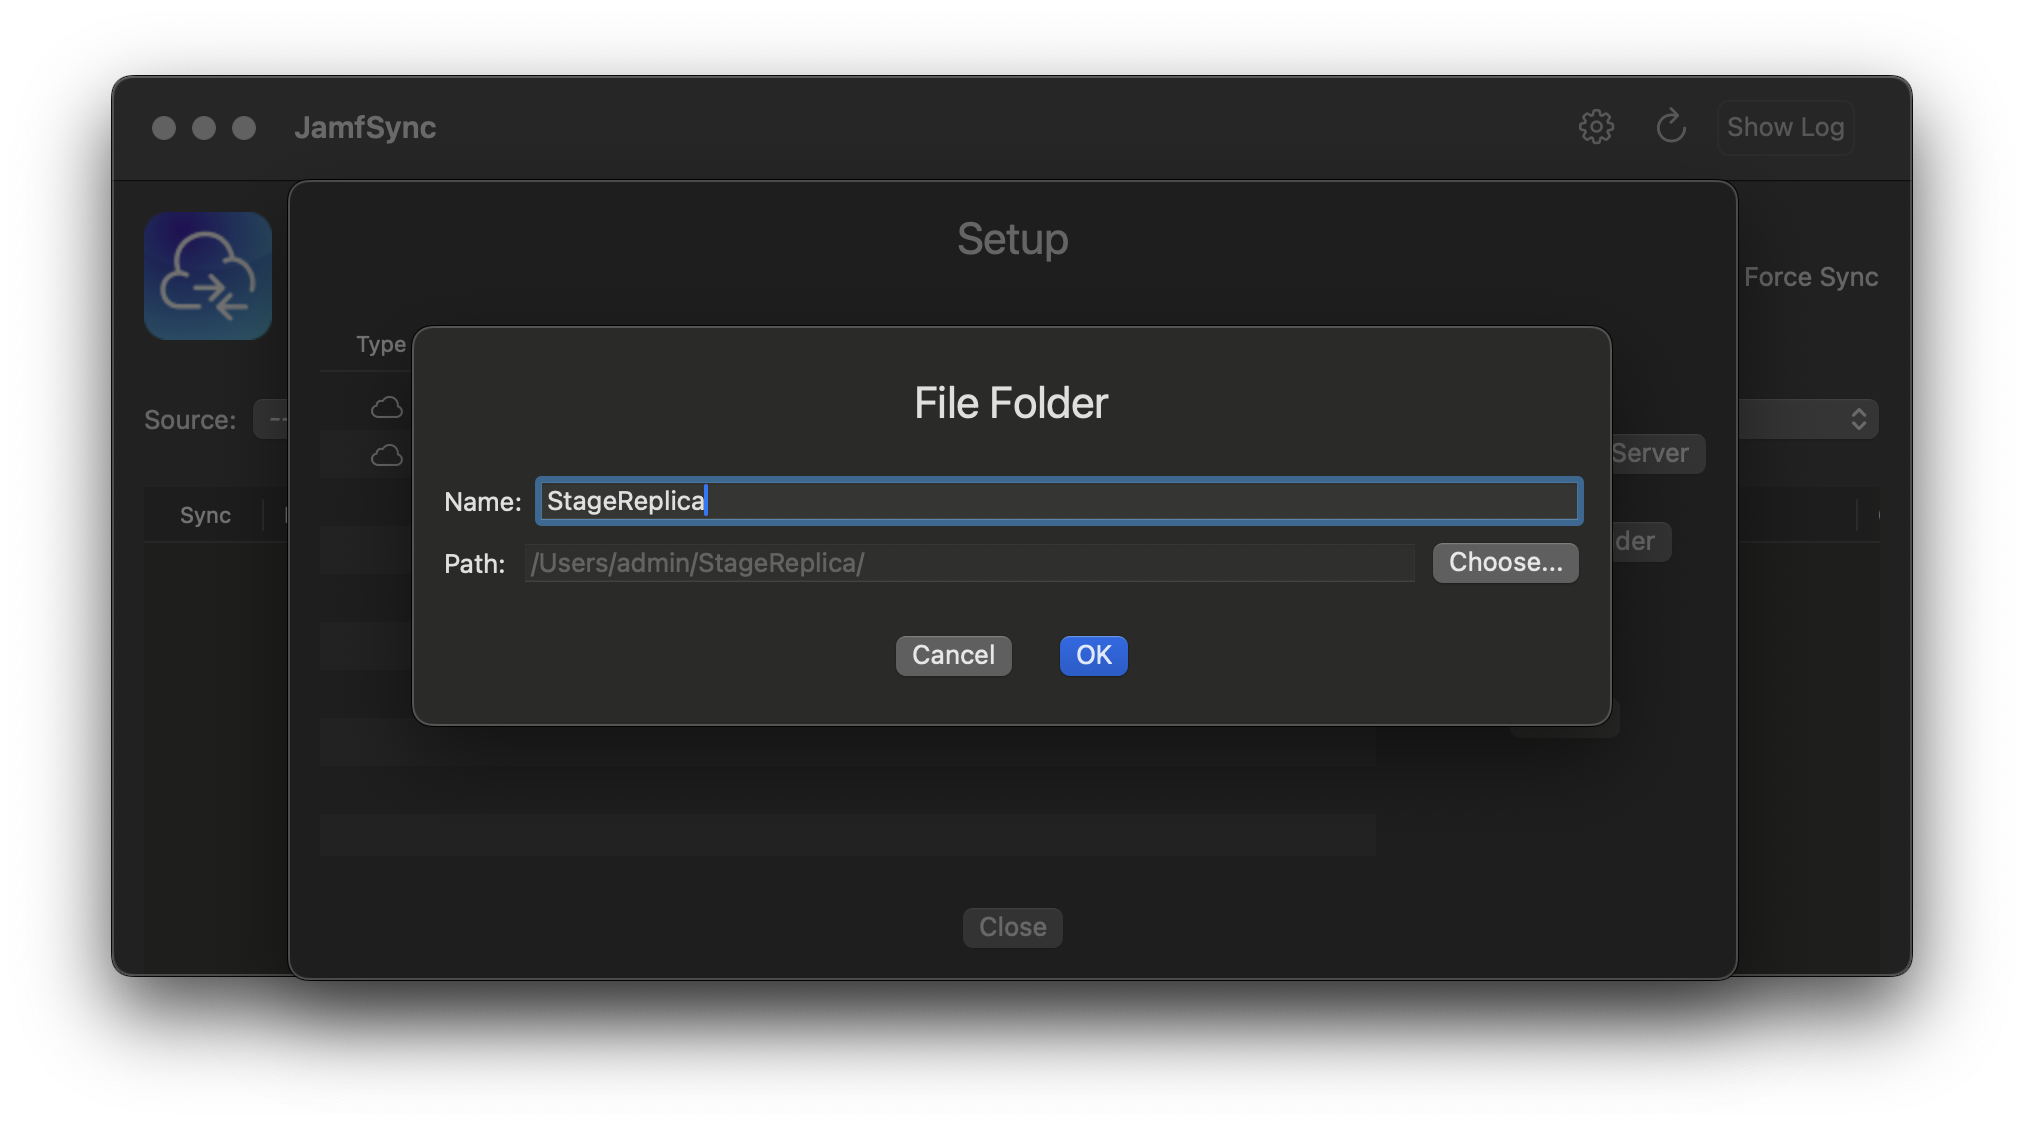 JamfSync
Show Log
Setup
Force Sync
Type
File Folder
Source: --
Server
Name: StageReplica
Sync
der
Path: /Users/admin/StageReplica/ Choose...
Cancel OK
Close